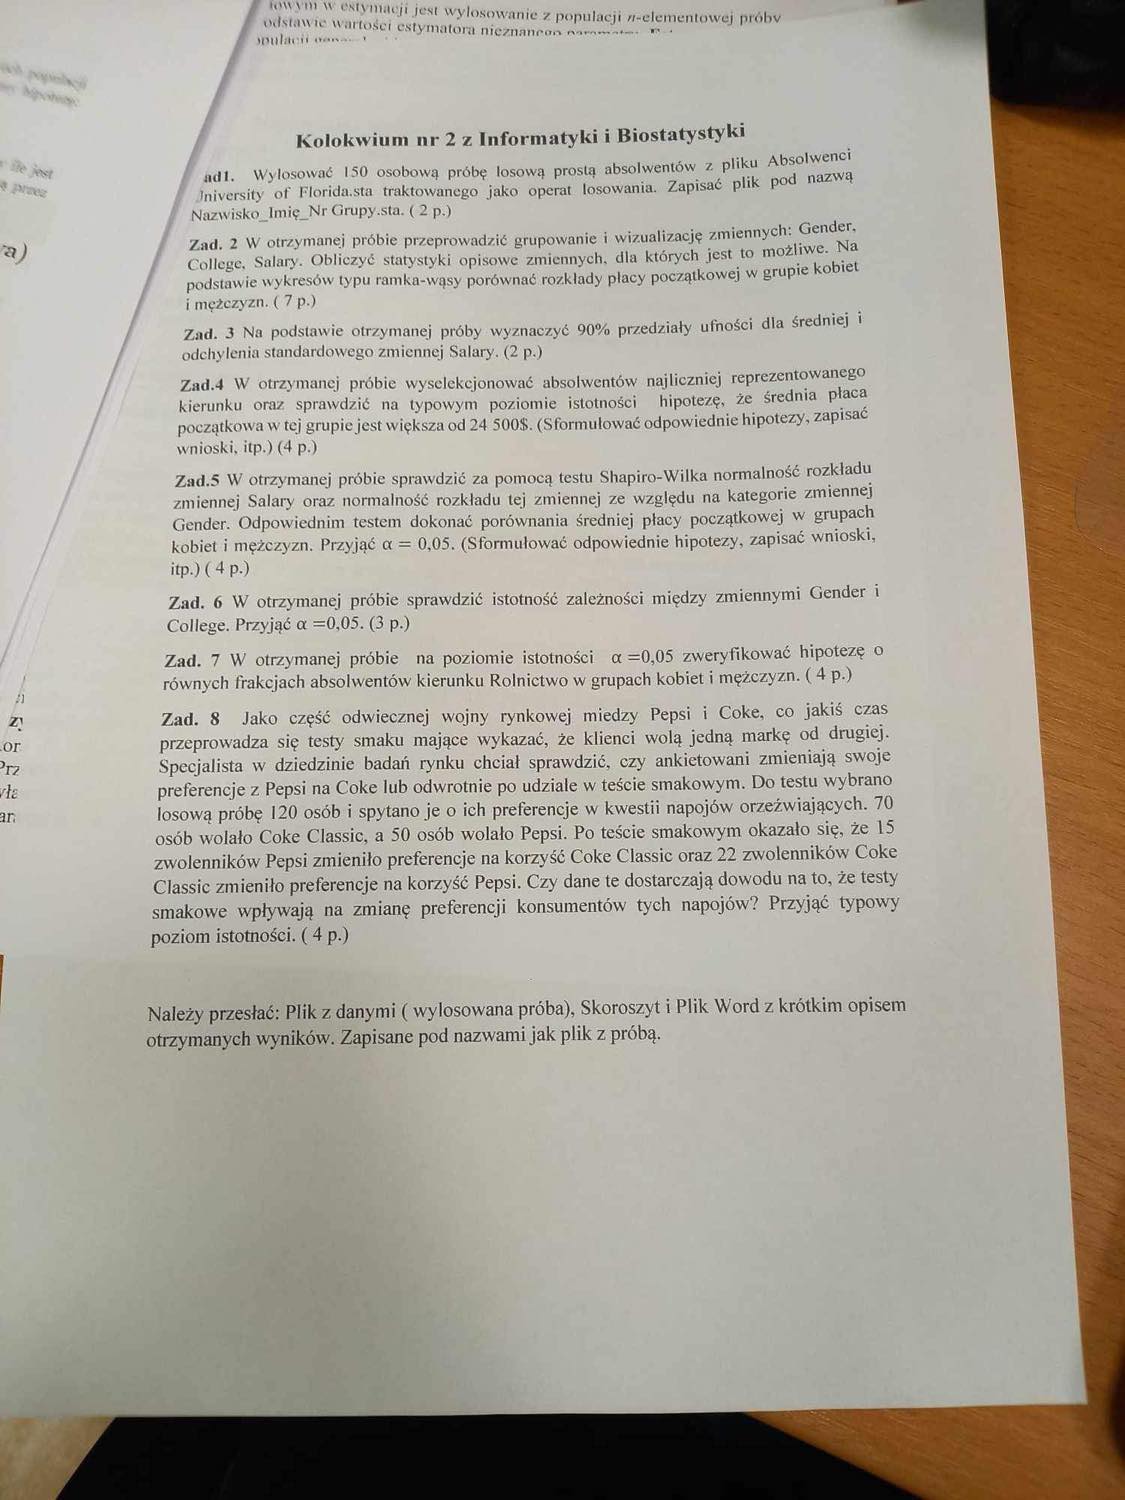 iowym w estymacji jest wylosowanie z populacji n-elementowej próby
odstawie wartości estymatora nieznanego
opulacji
ile jest
przez
a)
Kolokwium nr 2 z Informatyki i Biostatystyki
ad1. Wylosować 150 osobową próbę losową prostą absolwentów z pliku Absolwenci
University of Florida.sta traktowanego jako operat losowania. Zapisać plik pod nazwą
Nazwisko_Imię_Nr Grupy.sta. ( 2 p.)
Zad. 2 W otrzymanej próbie przeprowadzić grupowanie i wizualizację zmiennych: Gender,
College, Salary. Obliczyć statystyki opisowe zmiennych, dla których jest to możliwe. Na
podstawie wykresów typu ramka-wąsy porównać rozkłady płacy początkowej w grupie kobiet
i mężczyzn. ( 7 p.)
Zad. 3 Na podstawie otrzymanej próby wyznaczyć 90% przedziały ufności dla średniej i
odchylenia standardowego zmiennej Salary. (2 p.)
Zad.4 W otrzymanej próbie wyselekcjonować absolwentów najliczniej reprezentowanego
kierunku oraz sprawdzić na typowym poziomie istotności hipotezę, że średnia płaca
początkowa w tej grupie jest większa od 24 500$. (Sformułować odpowiednie hipotezy, zapisać
wnioski, itp.) (4 p.)
Zad.5 W otrzymanej próbie sprawdzić za pomocą testu Shapiro-Wilka normalność rozkładu
zmiennej Salary oraz normalność rozkładu tej zmiennej ze względu na kategorie zmiennej
Gender. Odpowiednim testem dokonać porównania średniej płacy początkowej w grupach
kobiet i mężczyzn. Przyjąć α = 0,05. (Sformułować odpowiednie hipotezy, zapisać wnioski,
itp.) ( 4 p.)
Zad. 6 W otrzymanej próbie sprawdzić istotność zależności między zmiennymi Gender i
College. Przyjąć α =0,05. (3 p.)
Zad. 7 W otrzymanej próbie na poziomie istotności α =0,05 zweryfikować hipotezę o
równych frakcjach absolwentów kierunku Rolnictwo w grupach kobiet i mężczyzn. ( 4 p.)
Zad. 8 Jako część odwiecznej wojny rynkowej miedzy Pepsi i Coke, co jakiś czas
przeprowadza się testy smaku mające wykazać, że klienci wolą jedną markę od drugiej.
Specjalista w dziedzinie badań rynku chciał sprawdzić, czy ankietowani zmieniają swoje
preferencje z Pepsi na Coke lub odwrotnie po udziale w teście smakowym. Do testu wybrano
losową próbę 120 osób i spytano je o ich preferencje w kwestii napojów orzeźwiających. 70
osób wolało Coke Classic, a 50 osób wolało Pepsi. Po teście smakowym okazało się, że 15
zwolenników Pepsi zmieniło preferencje na korzyść Coke Classic oraz 22 zwolenników Coke
Classic zmieniło preferencje na korzyść Pepsi. Czy dane te dostarczają dowodu na to, że testy
smakowe wpływają na zmianę preferencji konsumentów tych napojów? Przyjąć typowy
poziom istotności. ( 4 p.)
Należy przesłać: Plik z danymi ( wylosowana próba), Skoroszyt i Plik Word z krótkim opisem
otrzymanych wyników. Zapisane pod nazwami jak plik z próbą.